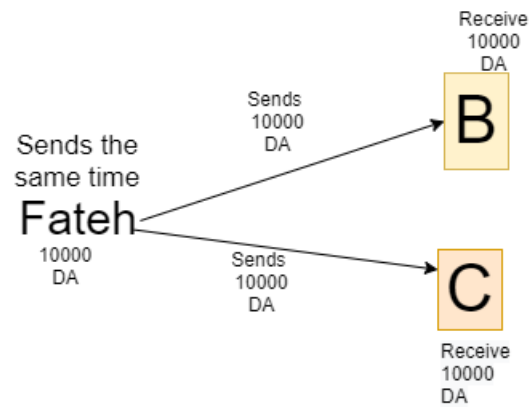 Receive
10000
DA
B
Sends
10000
DA
Sends the
same time
Fateh
10000
DA
Sends
10000
DA
C
Receive
10000
DA